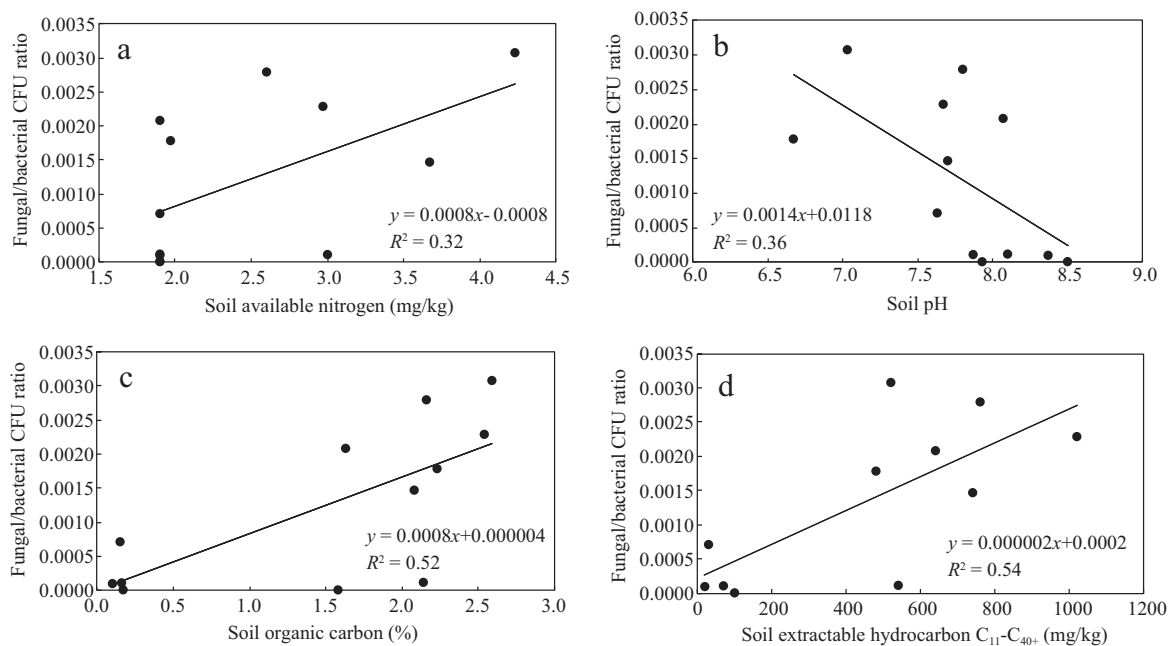 a
Fungal/bacterial CFU ratio
0.0035
0.0030
0.0025
0.0020
0.0015
0.0010
0.0005
0.0000
y = 0.0008x- 0.0008
R² = 0.32
1.5 2.0 2.5 3.0 3.5 4.0 4.5
Soil available nitrogen (mg/kg)
b
Fungal/bacterial CFU ratio
0.0035
0.0030
0.0025
0.0020
0.0015
0.0010
0.0005
0.0000
y = 0.0014x+0.0118
R² = 0.36
6.0 6.5 7.0 7.5 8.0 8.5 9.0
Soil pH
c
Fungal/bacterial CFU ratio
0.0035
0.0030
0.0025
0.0020
0.0015
0.0010
0.0005
0.0000
y = 0.0008x+0.000004
R² = 0.52
0.0 0.5 1.0 1.5 2.0 2.5 3.0
Soil organic carbon (%)
d
Fungal/bacterial CFU ratio
0.0035
0.0030
0.0025
0.0020
0.0015
0.0010
0.0005
0.0000
y = 0.000002x+0.0002
R² = 0.54
0 200 400 600 800 1000 1200
Soil extractable hydrocarbon C₁₁-C₄₀₊ (mg/kg)